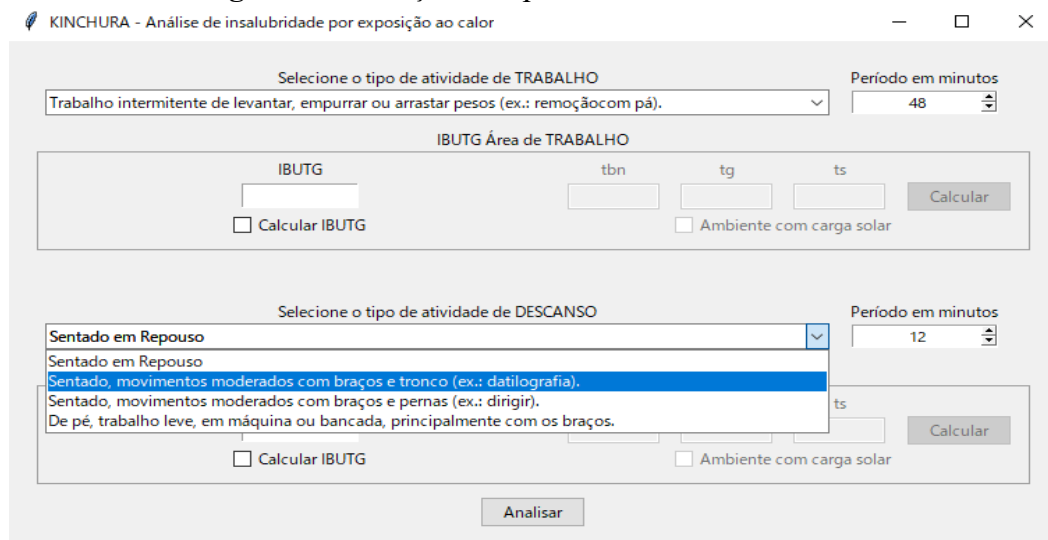 KINCHURA - Análise de insalubridade por exposição ao calor
Selecione o tipo de atividade de TRABALHO
Período em minutos
Trabalho intermitente de levantar, empurrar ou arrastar pesos (ex.: remoçãocom pá).
48
IBUTG Área de TRABALHO
IBUTG
tbn
tg
ts
Calcular
Calcular IBUTG
Ambiente com carga solar
Selecione o tipo de atividade de DESCANSO
Período em minutos
Sentado em Repouso
12
Sentado em Repouso
Sentado, movimentos moderados com braços e tronco (ex.: datilografia).
Sentado, movimentos moderados com braços e pernas (ex.: dirigir).
ts
De pé, trabalho leve, em máquina ou bancada, principalmente com os braços.
Calcular
Calcular IBUTG
Ambiente com carga solar
Analisar